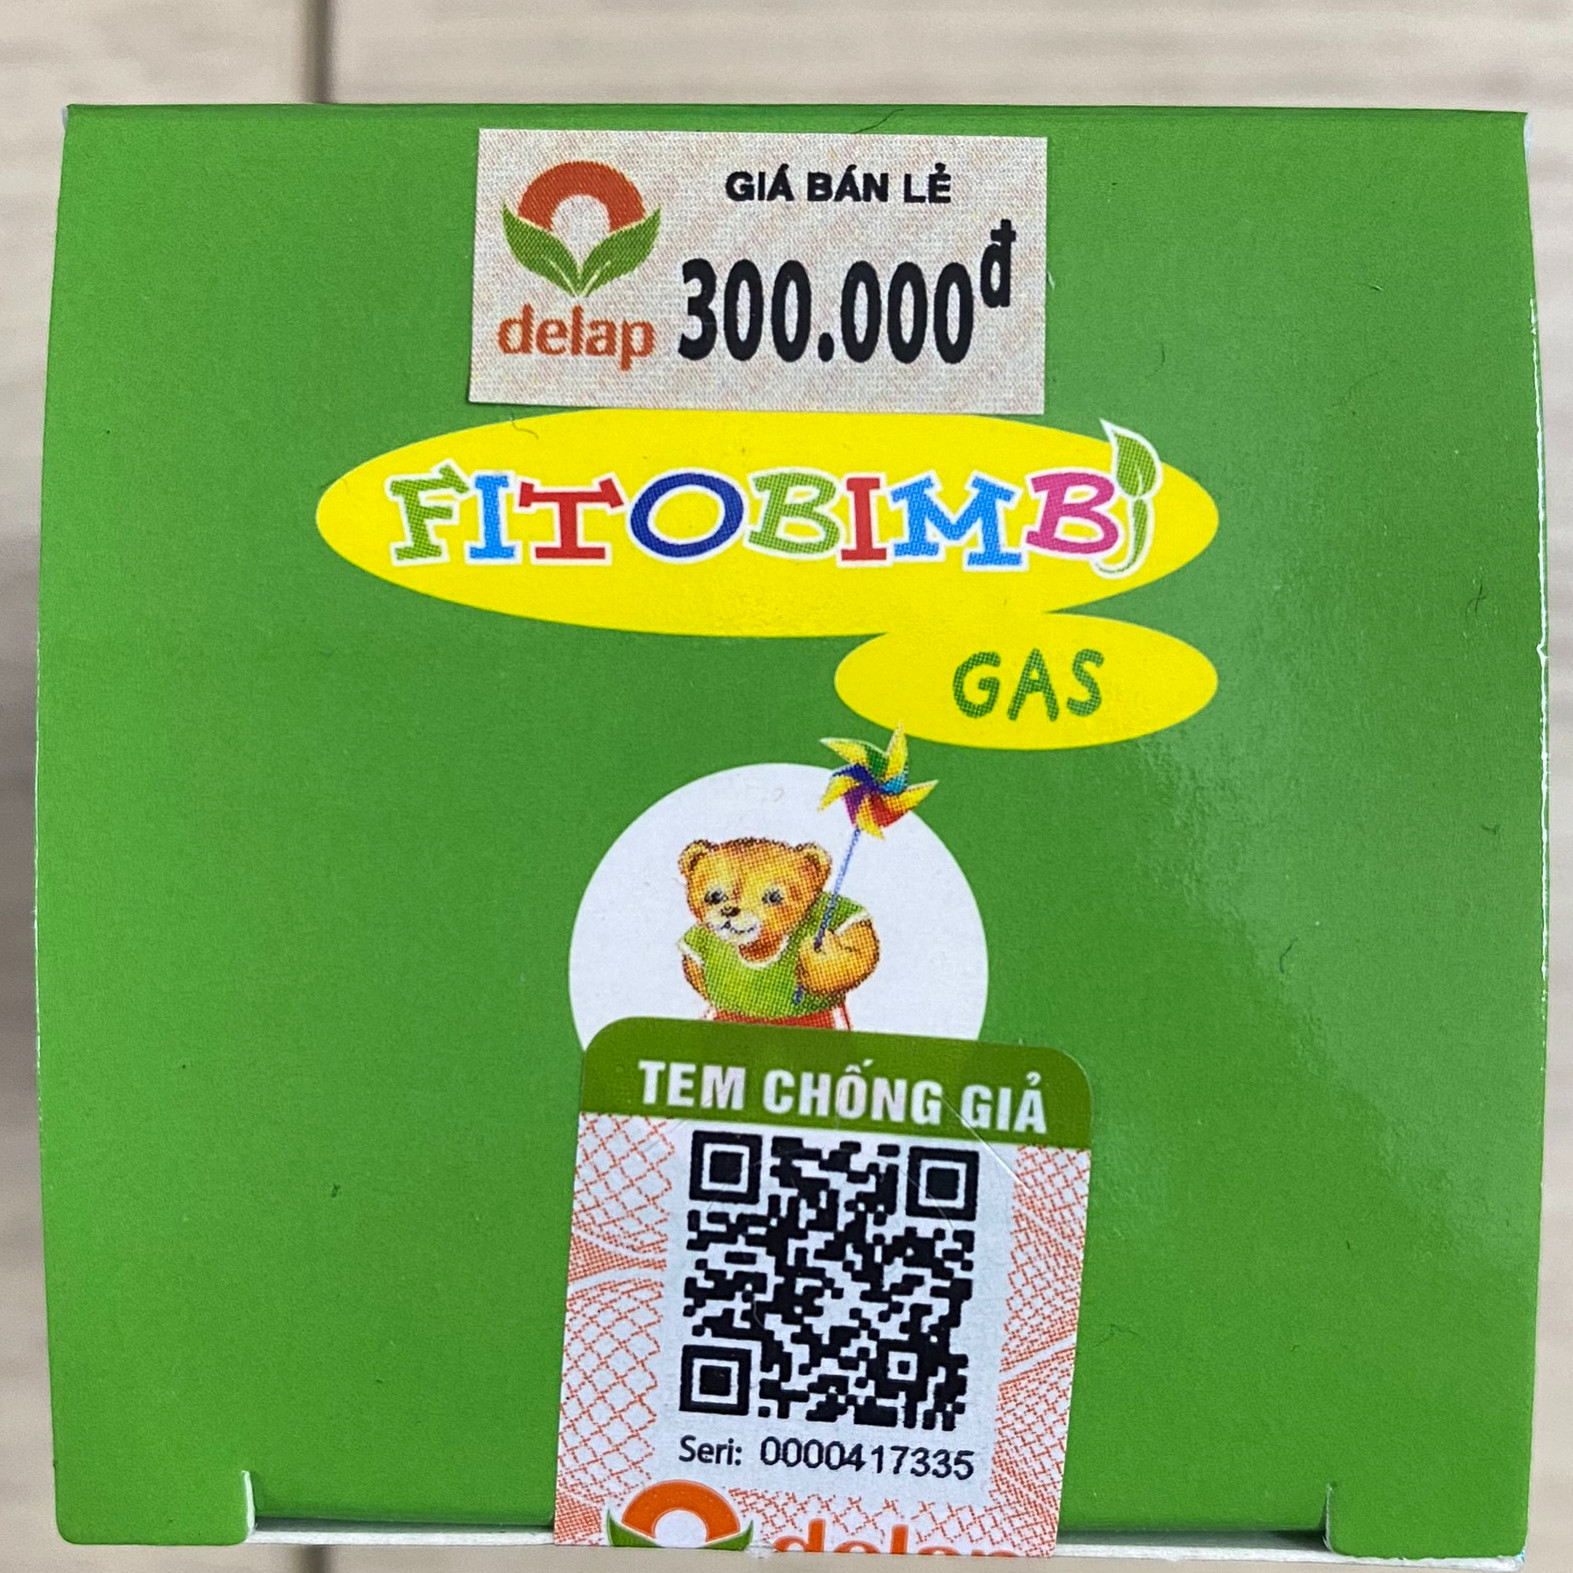 GIÁ BÁN LẺ
delap 300.000đ
FITOBIMBI
GAS
TEM CHỐNG GIẢ
Seri: 0000417335
delap